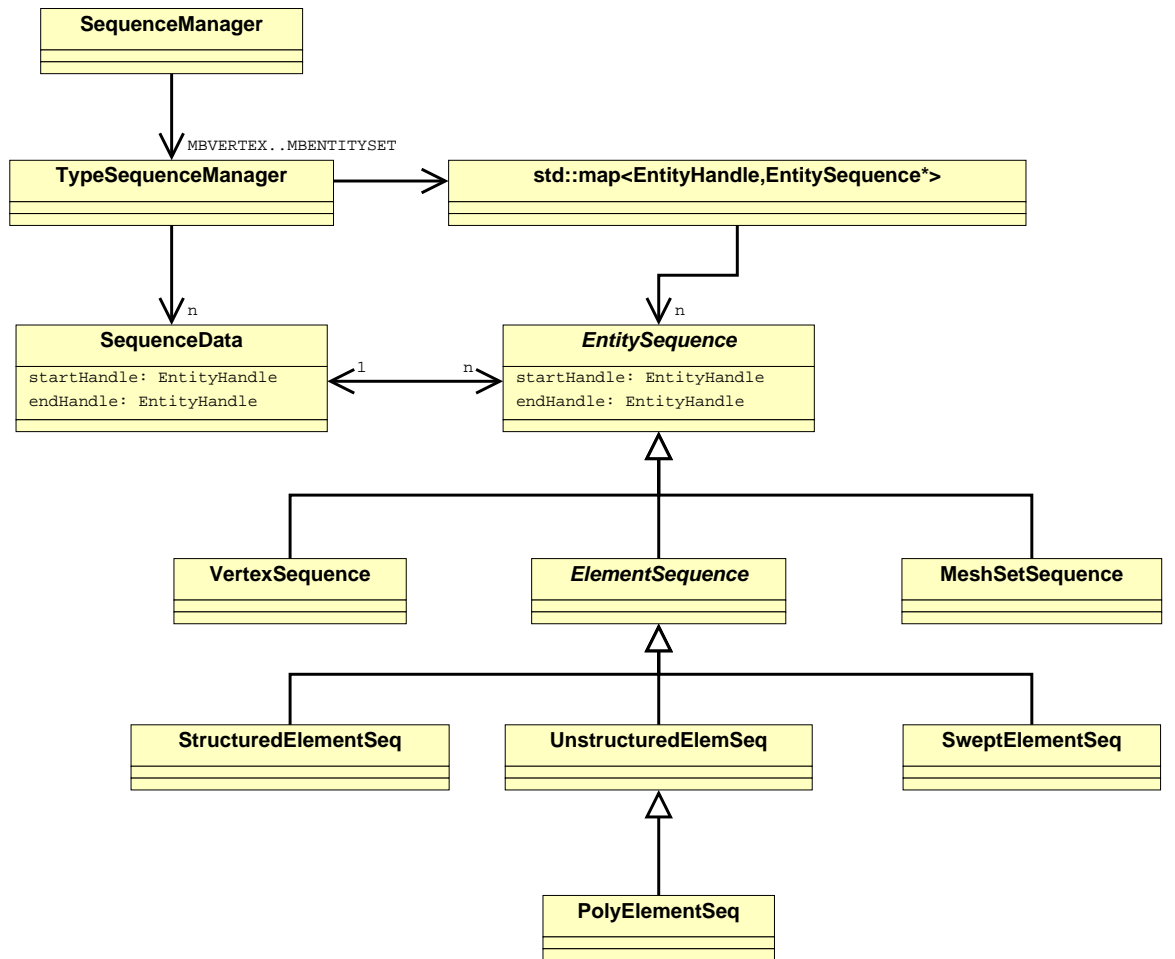 SequenceManager
MBVERTEX..MBENTITYSET
TypeSequenceManager
std::map<EntityHandle,EntitySequence*>
n
n
SequenceData
startHandle: EntityHandle
endHandle: EntityHandle
1
n
EntitySequence
startHandle: EntityHandle
endHandle: EntityHandle
VertexSequence
ElementSequence
MeshSetSequence
StructuredElementSeq
UnstructuredElemSeq
SweptElementSeq
PolyElementSeq